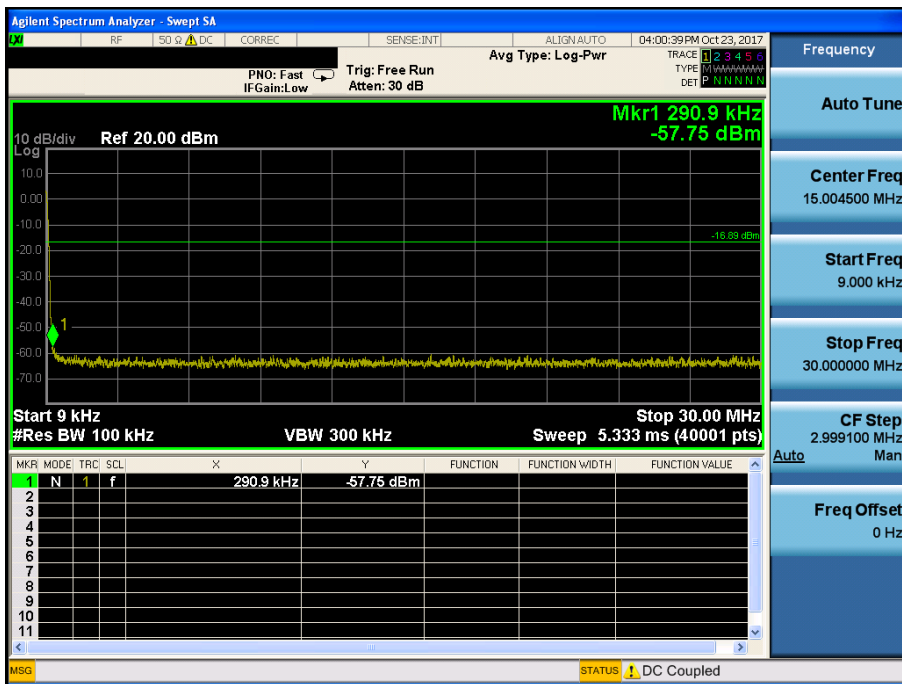 Agilent Spectrum Analyzer - Swept SA
LXI RF 50 Ω DC CORREC SENSE:INT ALIGN AUTO 04:00:39 PM Oct 23, 2017
Frequency
Avg Type: Log-Pwr
TRACE 1 2 3 4 5 6
PNO: Fast Trig: Free Run
TYPE M W W W W W
IFGain:Low Atten: 30 dB
DET P N N N N N
Auto Tune
Mkr1 290.9 kHz
10 dB/div Ref 20.00 dBm -57.75 dBm
Log
10.0
0.00
-10.0
-16.89 dBm
-20.0
-30.0
-40.0
-50.0
1
-60.0
-70.0
Center Freq
15.004500 MHz
Start Freq
9.000 kHz
Stop Freq
30.000000 MHz
Start 9 kHz Stop 30.00 MHz
#Res BW 100 kHz VBW 300 kHz Sweep 5.333 ms (40001 pts)
CF Step
2.999100 MHz
Auto Man
MKR MODE TRC SCL X Y FUNCTION FUNCTION WIDTH FUNCTION VALUE
1 N 1 f 290.9 kHz -57.75 dBm
2
3
4
5
6
7
8
9
10
11
Freq Offset
0 Hz
MSG STATUS DC Coupled